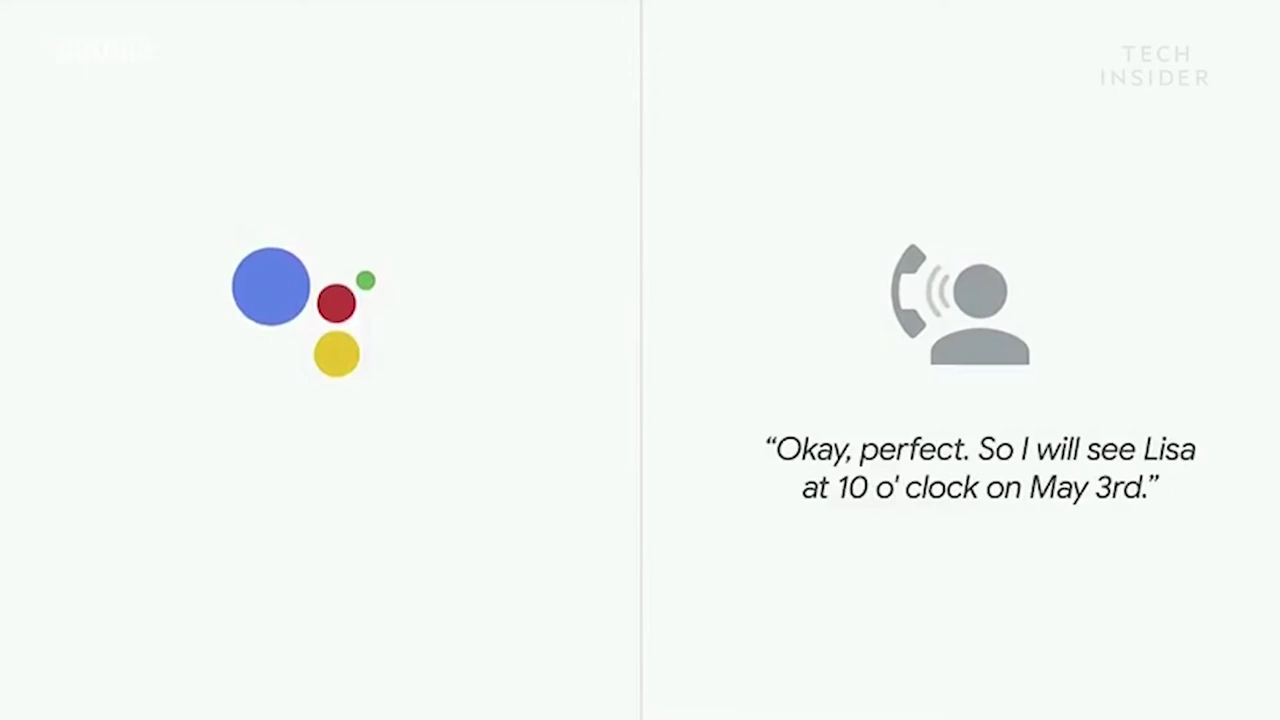 TECH
INSIDER
“Okay, perfect. So I will see Lisa
at 10 o' clock on May 3rd.”